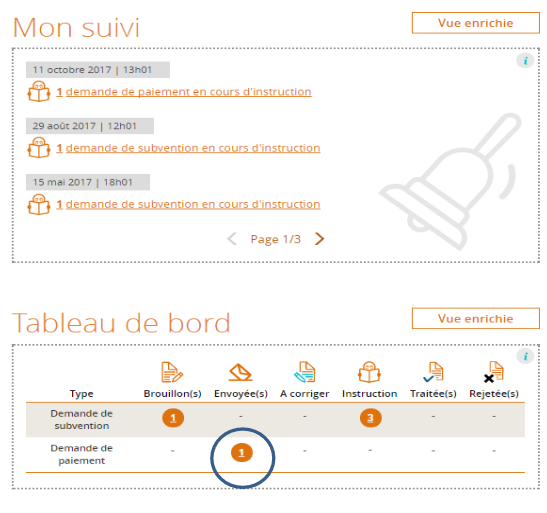 Mon suivi
Vue enrichie
i
11 octobre 2017 | 13h01
1 demande de paiement en cours d'instruction
29 août 2017 | 12h01
1 demande de subvention en cours d'instruction
15 mai 2017 | 18h01
1 demande de subvention en cours d'instruction
Page 1/3
Tableau de bord
Vue enrichie
i
Type Brouillon(s) Envoyée(s) A corriger Instruction Traitée(s) Rejetée(s)
Demande de
subvention
1 - - 3 - -
Demande de
paiement
- 1 - - - -